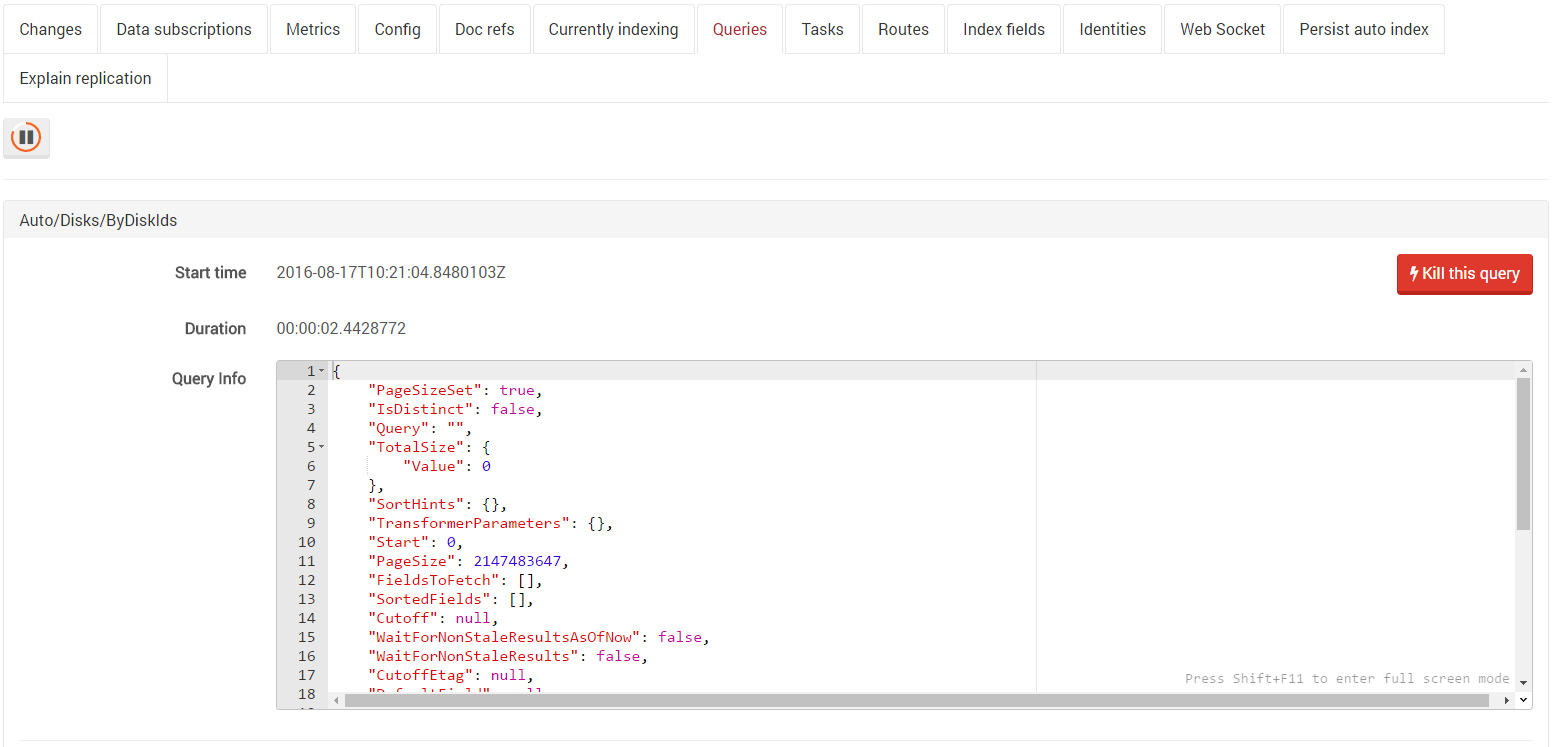 Changes Data subscriptions Metrics Config Doc refs Currently indexing Queries Tasks Routes Index fields Identities Web Socket Persist auto index
Explain replication
Auto/Disks/ByDiskIds
Start time 2016-08-17T10:21:04.8480103Z Kill this query
Duration 00:00:02.4428772
Query Info
1 {
2 "PageSizeSet": true,
3 "IsDistinct": false,
4 "Query": "",
5 "TotalSize": {
6 "Value": 0
7 },
8 "SortHints": {},
9 "TransformerParameters": {},
10 "Start": 0,
11 "PageSize": 2147483647,
12 "FieldsToFetch": [],
13 "SortedFields": [],
14 "Cutoff": null,
15 "WaitForNonStaleResultsAsOfNow": false,
16 "WaitForNonStaleResults": false,
17 "CutoffEtag": null,
Press Shift+F11 to enter full screen mode
18